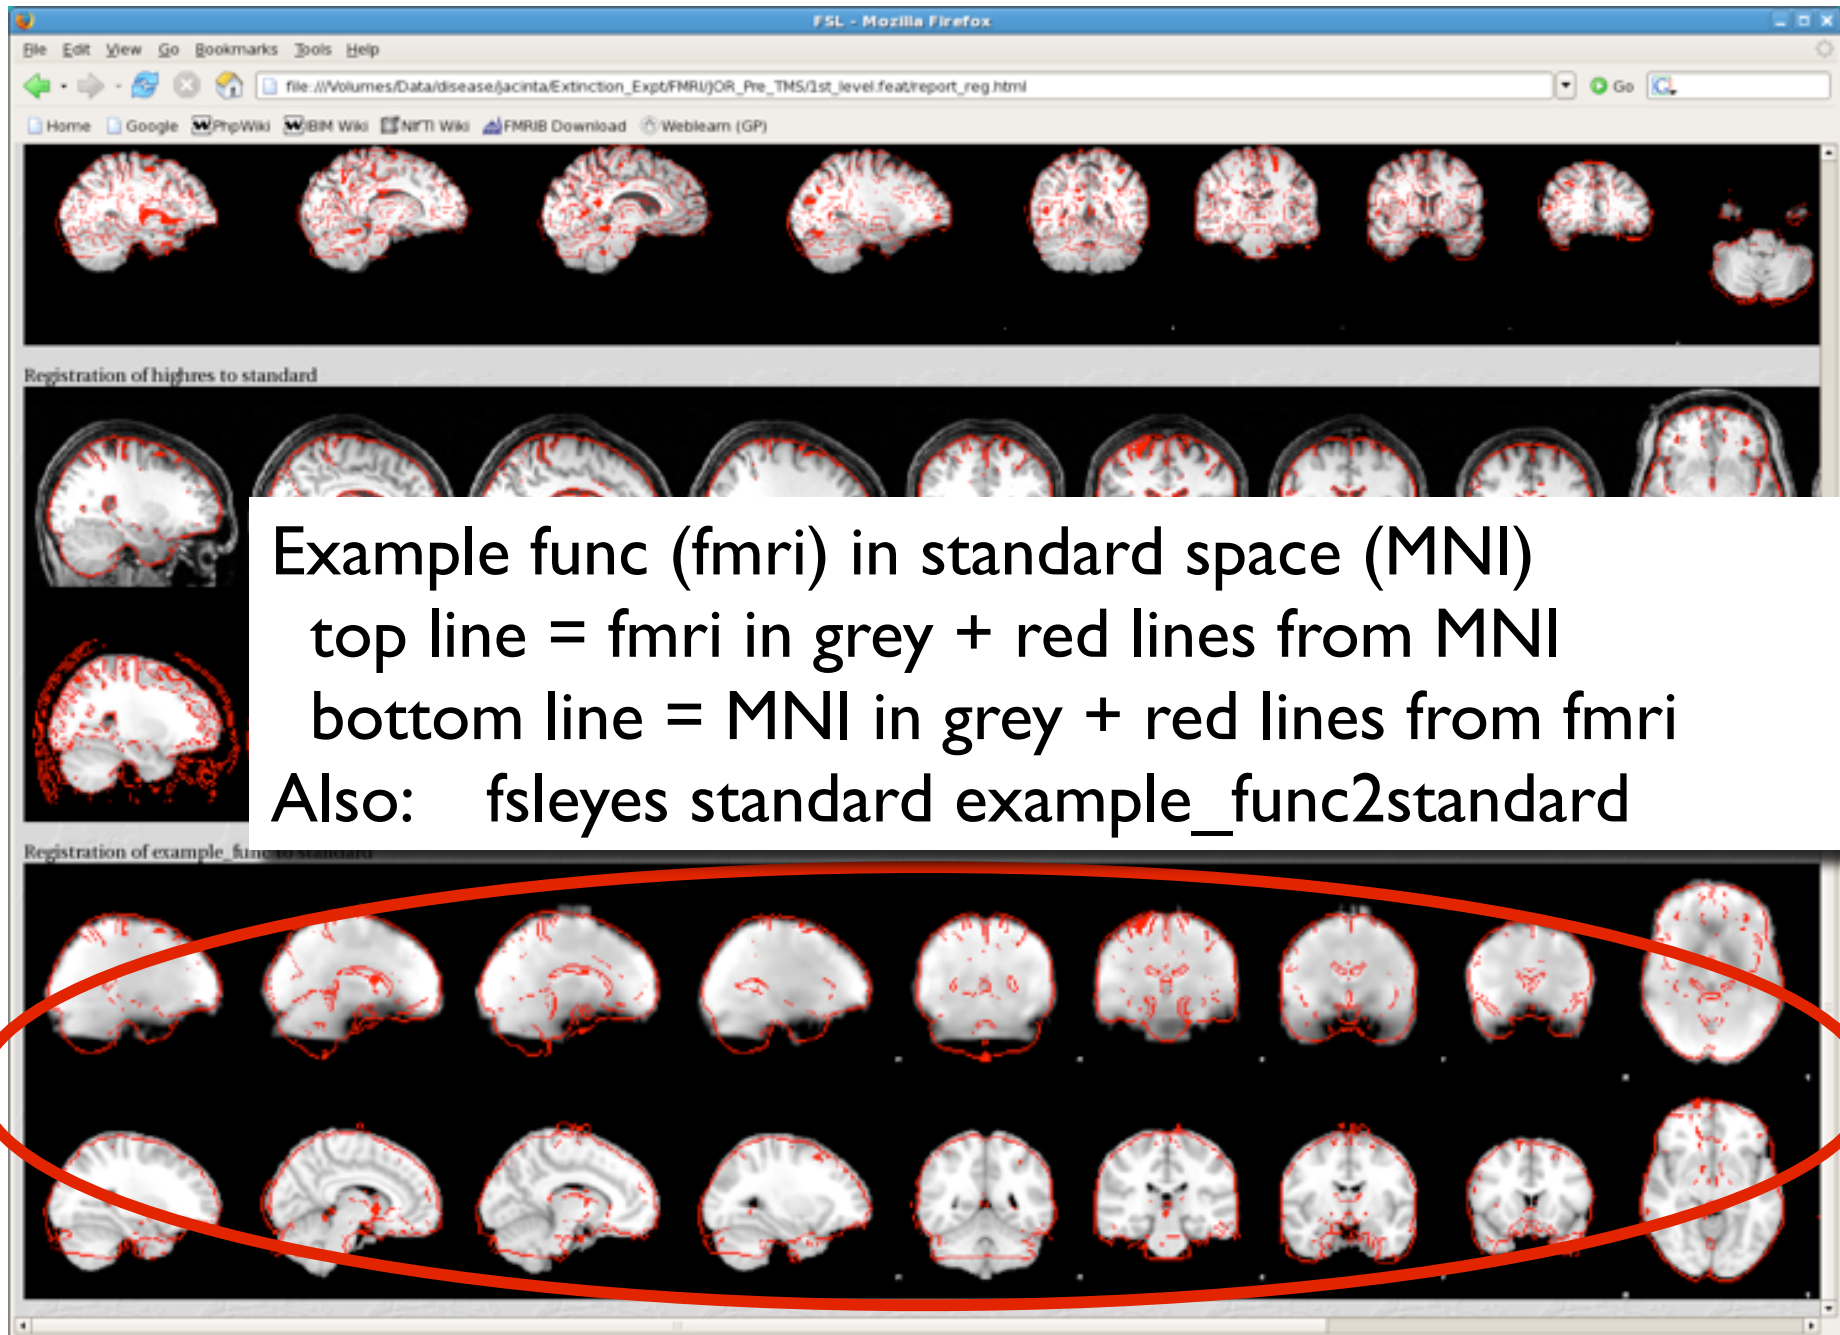 FSL - Mozilla Firefox
File Edit View Go Bookmarks Tools Help
file:///Volumes/Data/disease/jacinta/Extinction_Expt/FMRI/JOR_Pre_TMS/1st_level.feat/report_reg.html
Go
Home Google PhpWiki IBIM Wiki NIfTI Wiki FMRIB Download Weblearn (GP)
Registration of highres to standard
Example func (fmri) in standard space (MNI)
top line = fmri in grey + red lines from MNI
bottom line = MNI in grey + red lines from fmri
Also: fsleyes standard example_func2standard
Registration of example_func to standard